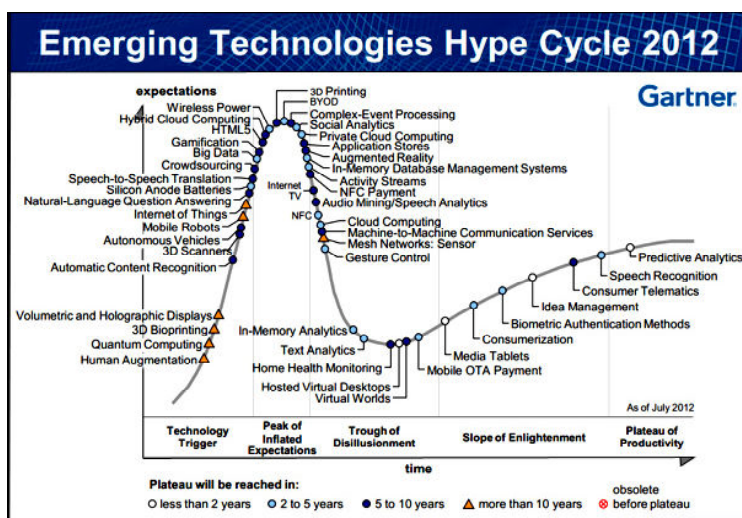 Emerging Technologies Hype Cycle 2012
expectations
Gartner
3D Printing
BYOD
Complex-Event Processing
Social Analytics
Private Cloud Computing
Application Stores
Augmented Reality
In-Memory Database Management Systems
Activity Streams
NFC Payment
Audio Mining/Speech Analytics
Wireless Power
Hybrid Cloud Computing
HTML5
Gamification
Big Data
Crowdsourcing
Speech-to-Speech Translation
Silicon Anode Batteries
Natural-Language Question Answering
Internet of Things
Mobile Robots
Autonomous Vehicles
3D Scanners
Automatic Content Recognition
Internet
TV
NFC
Cloud Computing
Machine-to-Machine Communication Services
Mesh Networks: Sensor
Gesture Control
Volumetric and Holographic Displays
3D Bioprinting
Quantum Computing
Human Augmentation
In-Memory Analytics
Text Analytics
Home Health Monitoring
Hosted Virtual Desktops
Virtual Worlds
Mobile OTA Payment
Media Tablets
Consumerization
Biometric Authentication Methods
Idea Management
Consumer Telematics
Speech Recognition
Predictive Analytics
As of July 2012
Technology
Trigger
Peak of
Inflated
Expectations
Trough of
Disillusionment
Slope of Enlightenment
Plateau of
Productivity
time
Plateau will be reached in:
less than 2 years
2 to 5 years
5 to 10 years
more than 10 years
obsolete
before plateau